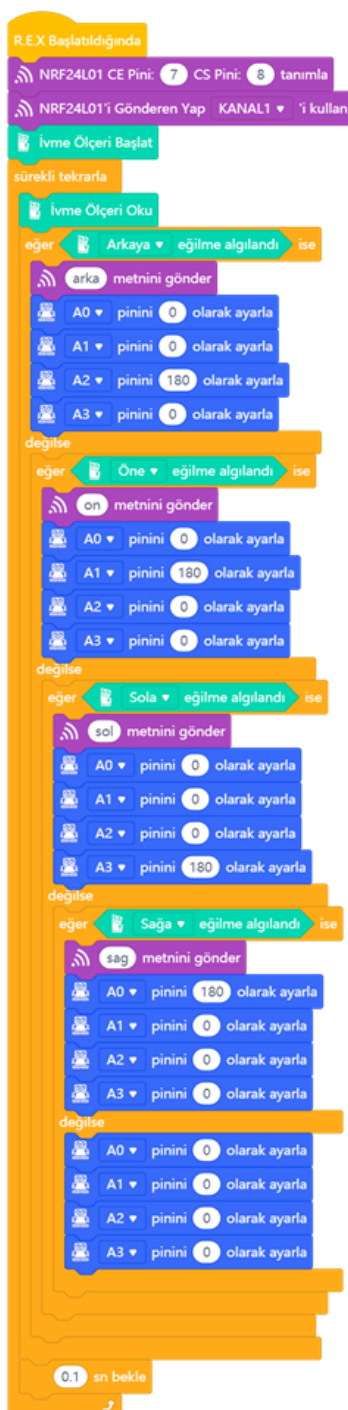 R.E.X Başlatıldığında
NRF24L01 CE Pini: 7 CS Pini: 8 tanımla
NRF24L01'i Gönderen Yap KANAL1 'i kullan
İvme Ölçeri Başlat
sürekli tekrarla
İvme Ölçeri Oku
eğer Arkaya eğilme algılandı ise
arka metnini gönder
A0 pinini 0 olarak ayarla
A1 pinini 0 olarak ayarla
A2 pinini 180 olarak ayarla
A3 pinini 0 olarak ayarla
değilse
eğer Öne eğilme algılandı ise
on metnini gönder
A0 pinini 0 olarak ayarla
A1 pinini 180 olarak ayarla
A2 pinini 0 olarak ayarla
A3 pinini 0 olarak ayarla
değilse
eğer Sola eğilme algılandı ise
sol metnini gönder
A0 pinini 0 olarak ayarla
A1 pinini 0 olarak ayarla
A2 pinini 0 olarak ayarla
A3 pinini 180 olarak ayarla
değilse
eğer Sağa eğilme algılandı ise
sag metnini gönder
A0 pinini 180 olarak ayarla
A1 pinini 0 olarak ayarla
A2 pinini 0 olarak ayarla
A3 pinini 0 olarak ayarla
değilse
A0 pinini 0 olarak ayarla
A1 pinini 0 olarak ayarla
A2 pinini 0 olarak ayarla
A3 pinini 0 olarak ayarla
0.1 sn bekle